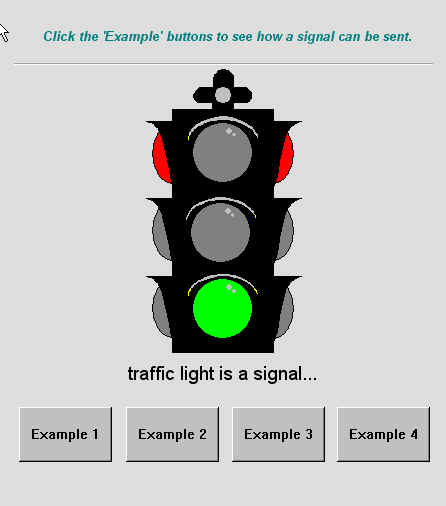 Click the 'Example' buttons to see how a signal can be sent.
traffic light is a signal...
Example 1
Example 2
Example 3
Example 4